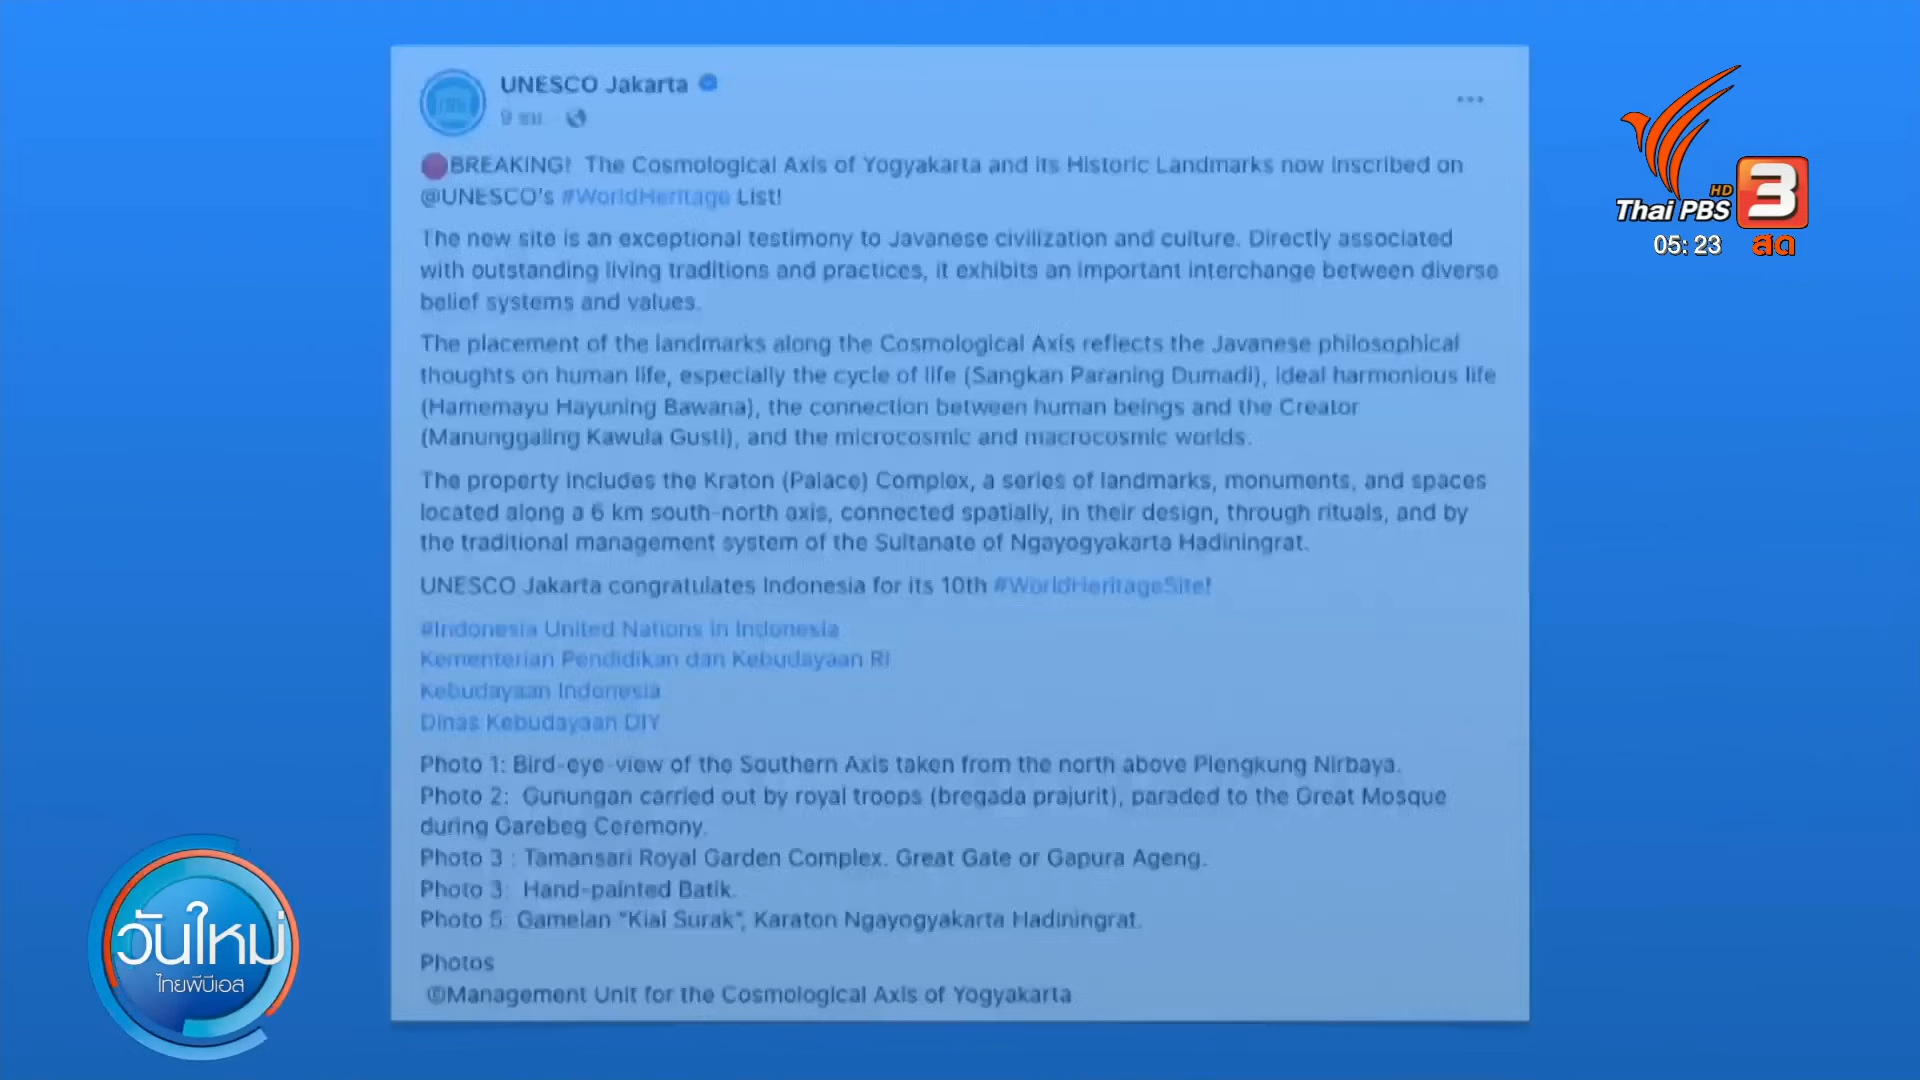 UNESCO Jakarta
9 ชม.
BREAKING! The Cosmological Axis of Yogyakarta and its Historic Landmarks now inscribed on
@UNESCO's #WorldHeritage List!
The new site is an exceptional testimony to Javanese civilization and culture. Directly associated
with outstanding living traditions and practices, it exhibits an important interchange between diverse
belief systems and values.
The placement of the landmarks along the Cosmological Axis reflects the Javanese philosophical
thoughts on human life, especially the cycle of life (Sangkan Paraning Dumadi), ideal harmonious life
(Hamemayu Hayuning Bawana), the connection between human beings and the Creator
(Manunggaling Kawula Gusti), and the microcosmic and macrocosmic worlds.
The property includes the Kraton (Palace) Complex, a series of landmarks, monuments, and spaces
located along a 6 km south-north axis, connected spatially, in their design, through rituals, and by
the traditional management system of the Sultanate of Ngayogyakarta Hadiningrat.
UNESCO Jakarta congratulates Indonesia for its 10th #WorldHeritageSite!
#Indonesia United Nations in Indonesia
Kementerian Pendidikan dan Kebudayaan RI
Kebudayaan Indonesia
Dinas Kebudayaan DIY
Photo 1: Bird-eye-view of the Southern Axis taken from the north above Plengkung Nirbaya.
Photo 2: Gunungan carried out by royal troops (bregada prajurit), paraded to the Great Mosque
during Garebeg Ceremony.
Photo 3 : Tamansari Royal Garden Complex. Great Gate or Gapura Ageng.
Photo 3: Hand-painted Batik.
Photo 5: Gamelan "Kiai Surak", Karaton Ngayogyakarta Hadiningrat.
Photos
©Management Unit for the Cosmological Axis of Yogyakarta
Thai PBS HD 3
05:23 สด
วันใหม่
ไทยพีบีเอส